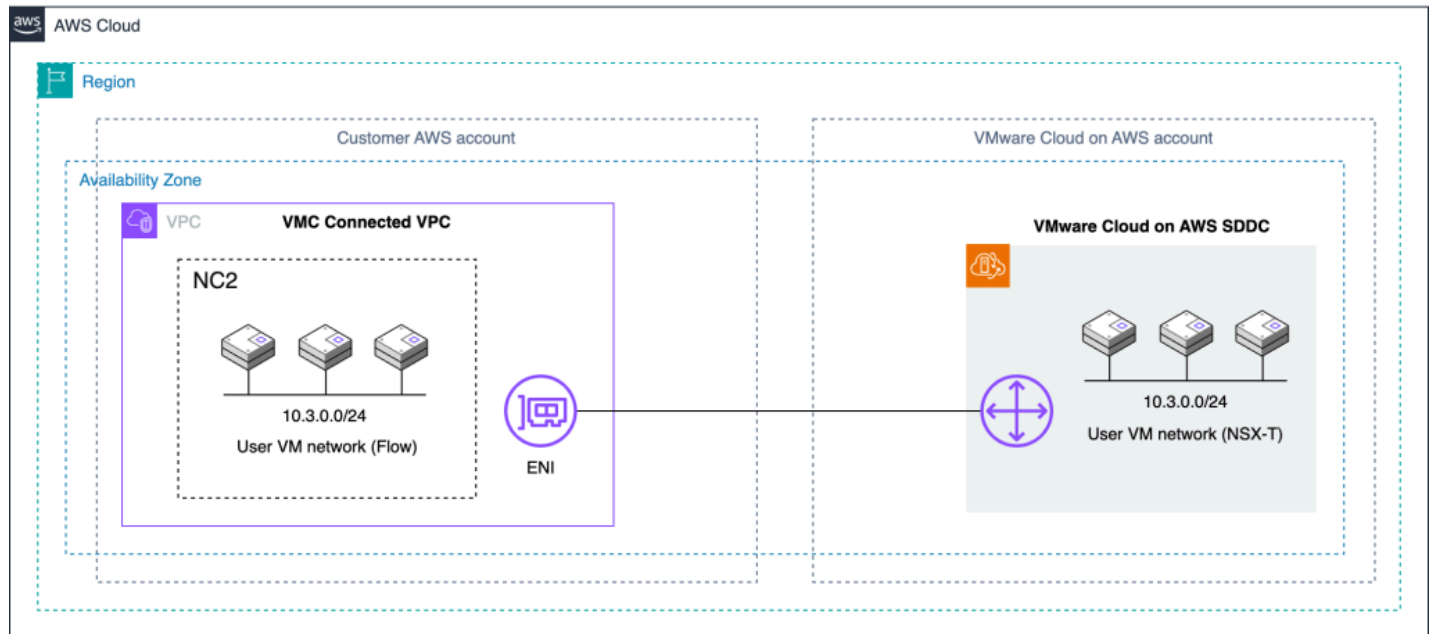 aws
AWS Cloud
Region
Customer AWS account
VMware Cloud on AWS account
Availability Zone
VPC
VMC Connected VPC
VMware Cloud on AWS SDDC
NC2
10.3.0.0/24
User VM network (Flow)
ENI
10.3.0.0/24
User VM network (NSX-T)